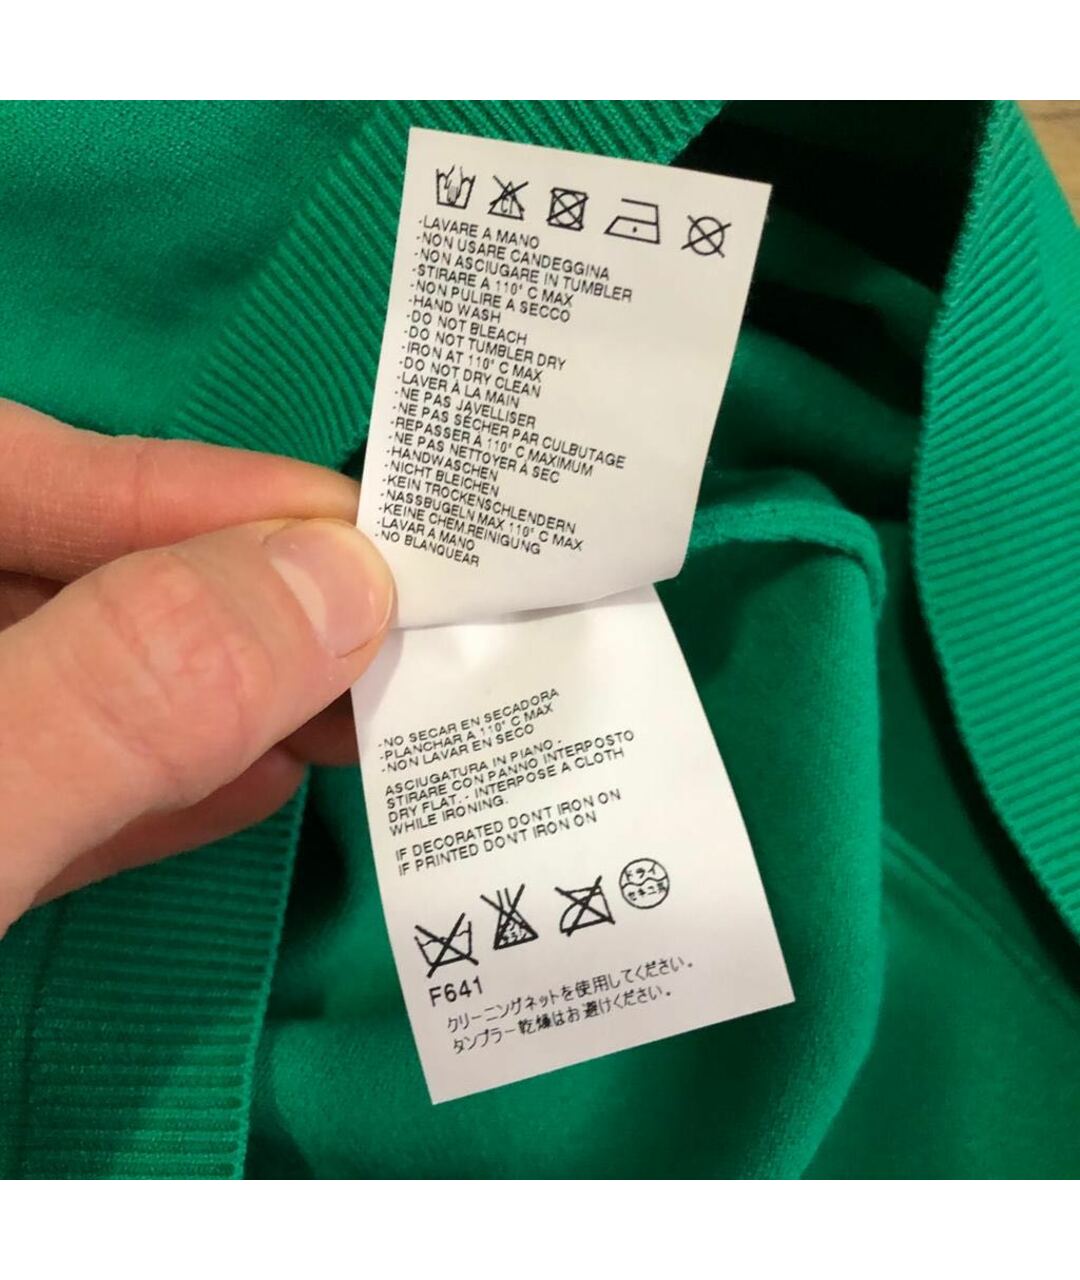 -LAVARE A MANO
-NON USARE CANDEGGINA
-NON ASCIUGARE IN TUMBLER
-STIRARE A 110° C MAX
-NON PULIRE A SECCO
-HAND WASH
-DO NOT BLEACH
-DO NOT TUMBLER DRY
-IRON AT 110° C MAX
-DO NOT DRY CLEAN
-LAVER À LA MAIN
-NE PAS JAVELLISER
-NE PAS SÉCHER PAR CULBUTAGE
-REPASSER À 110° C MAXIMUM
-NE PAS NETTOYER À SEC
-HANDWASCHEN
-NICHT BLEICHEN
-KEIN TROCKENSCHLENDERN
-NASSBUGELN MAX 110° C MAX
-KEINE CHEM.REINIGUNG
-LAVAR A MANO
-NO BLANQUEAR
-NO SECAR EN SECADORA
-PLANCHAR A 110° C MAX
-NON LAVAR EN SECO
ASCIUGATURA IN PIANO -
STIRARE CON PANNO INTERPOSTO
DRY FLAT. - INTERPOSE A CLOTH
WHILE IRONING.
IF DECORATED DON'T IRON ON
IF PRINTED DON'T IRON ON
ドライ
セキユ系
F641
クリーニングネットを使用してください。
タンブラー乾燥はお避けください。